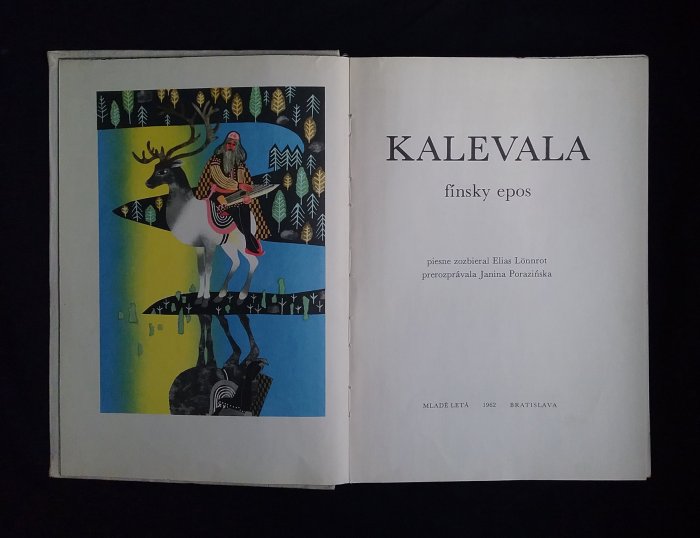 KALEVALA
fínsky epos
piesne zozbieral Elias Lönnrot
prerozprávala Janina Porazińska
MLADÉ LETÁ 1962 BRATISLAVA